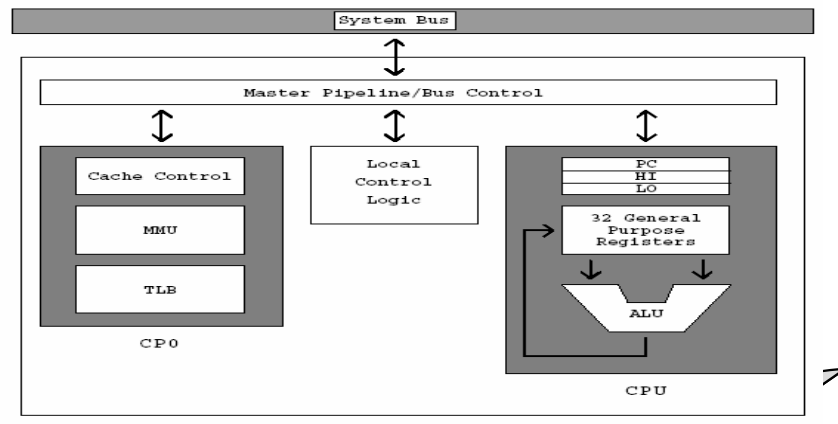 System Bus
Master Pipeline/Bus Control
Cache Control
MMU
TLB
CP0
Local
Control
Logic
PC
HI
LO
32 General
Purpose
Registers
ALU
CPU